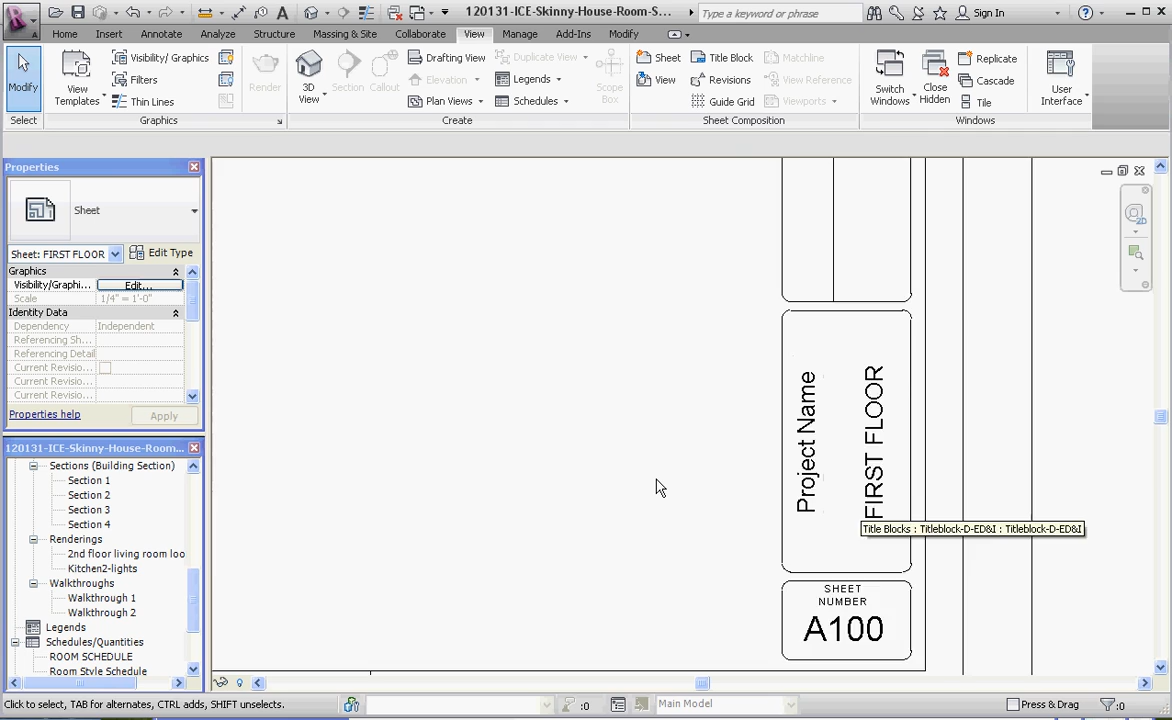 120131-ICE-Skinny-House-Room-S...
Type a keyword or phrase
Sign In
Home
Insert
Annotate
Analyze
Structure
Massing & Site
Collaborate
View
Manage
Add-Ins
Modify
Modify
Select
View
Templates
Visibility/ Graphics
Filters
Thin Lines
Graphics
Render
3D
View
Section
Callout
Drafting View
Elevation
Plan Views
Duplicate View
Legends
Schedules
Scope
Box
Create
Sheet
View
Title Block
Revisions
Guide Grid
Matchline
View Reference
Viewports
Sheet Composition
Switch
Windows
Close
Hidden
Replicate
Cascade
Tile
Windows
User
Interface
Properties
Sheet
Sheet: FIRST FLOOR
Edit Type
Graphics
Visibility/Graphi...
Edit...
Scale
1/4" = 1'-0"
Identity Data
Dependency
Independent
Referencing Sh...
Referencing Detail
Current Revisio...
Current Revisio...
Current Revisio...
Properties help
Apply
120131-ICE-Skinny-House-Room...
Sections (Building Section)
Section 1
Section 2
Section 3
Section 4
Renderings
2nd floor living room loo
Kitchen2-lights
Walkthroughs
Walkthrough 1
Walkthrough 2
Legends
Schedules/Quantities
ROOM SCHEDULE
Room Style Schedule
2D
Project Name
FIRST FLOOR
Title Blocks : Titleblock-D-ED&I : Titleblock-D-ED&I
SHEET
NUMBER
A100
Click to select, TAB for alternates, CTRL adds, SHIFT unselects.
:0
Main Model
Press & Drag
:0